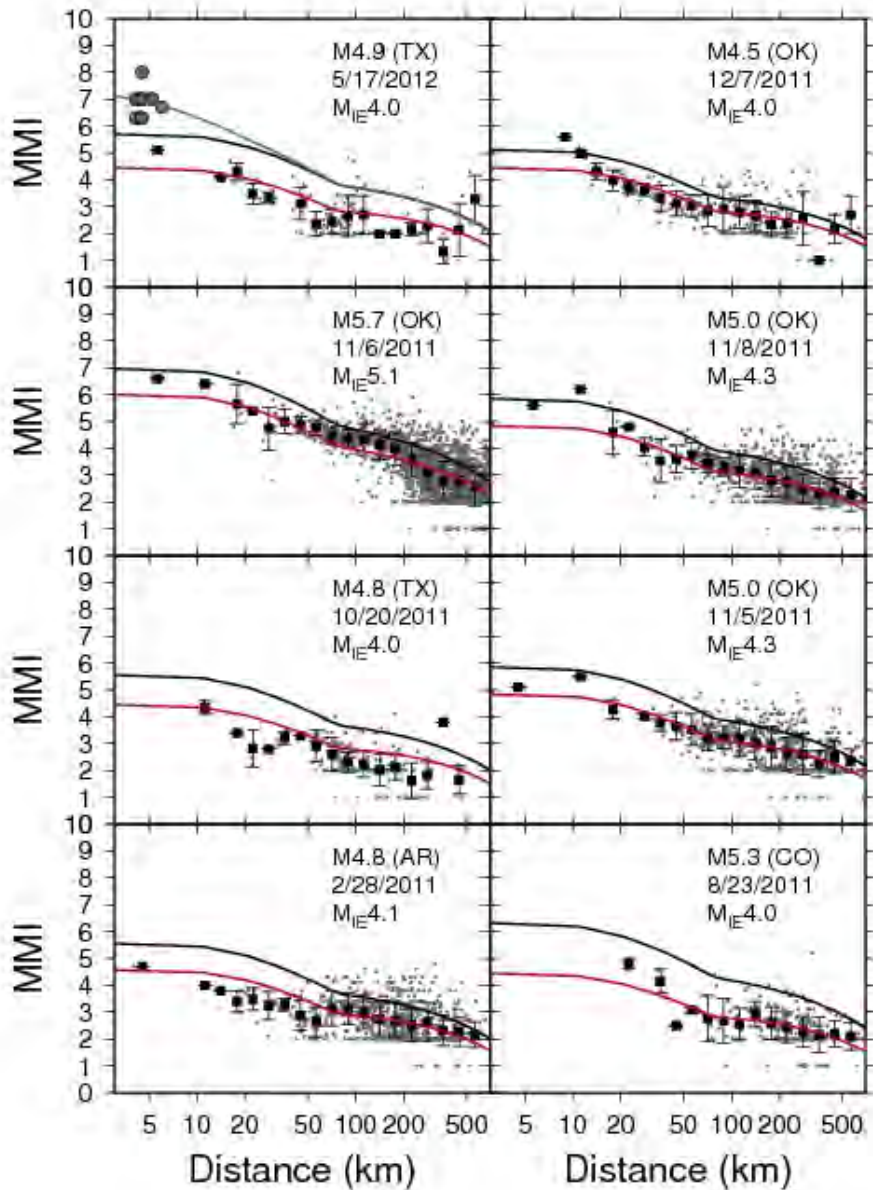 10
9
8
7
6
5
4
3
2
1
10
9
8
7
6
5
4
3
2
1
10
9
8
7
6
5
4
3
2
1
10
9
8
7
6
5
4
3
2
1
0
MMI
MMI
MMI
MMI
M4.9 (TX)
5/17/2012
MIE4.0
M4.5 (OK)
12/7/2011
MIE4.0
M5.7 (OK)
11/6/2011
MIE5.1
M5.0 (OK)
11/8/2011
MIE4.3
M4.8 (TX)
10/20/2011
MIE4.0
M5.0 (OK)
11/5/2011
MIE4.3
M4.8 (AR)
2/28/2011
MIE4.1
M5.3 (CO)
8/23/2011
MIE4.0
5 10 20 50 100 200 500 5 10 20 50 100 200 500
Distance (km) Distance (km)